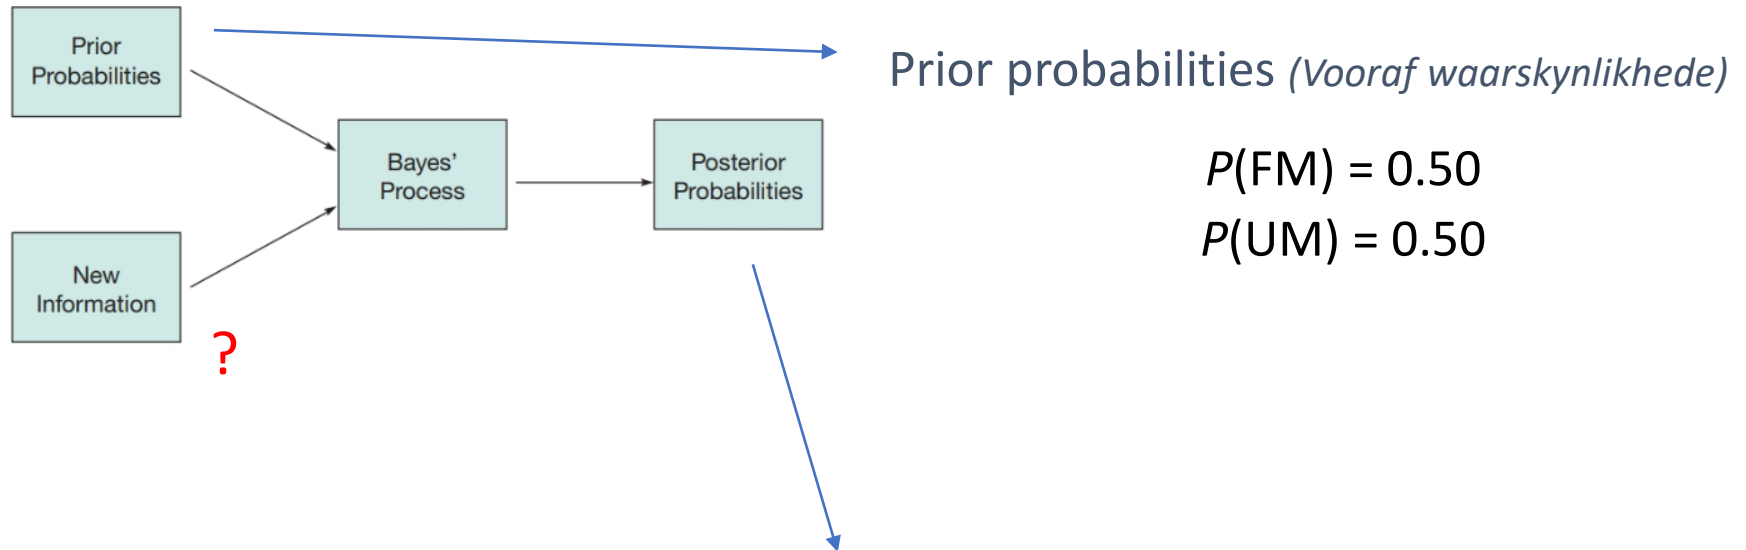 Prior
Probabilities
New
Information
?
Bayes’
Process
Posterior
Probabilities
Prior probabilities (Vooraf waarskynlikhede)
P(FM) = 0.50
P(UM) = 0.50